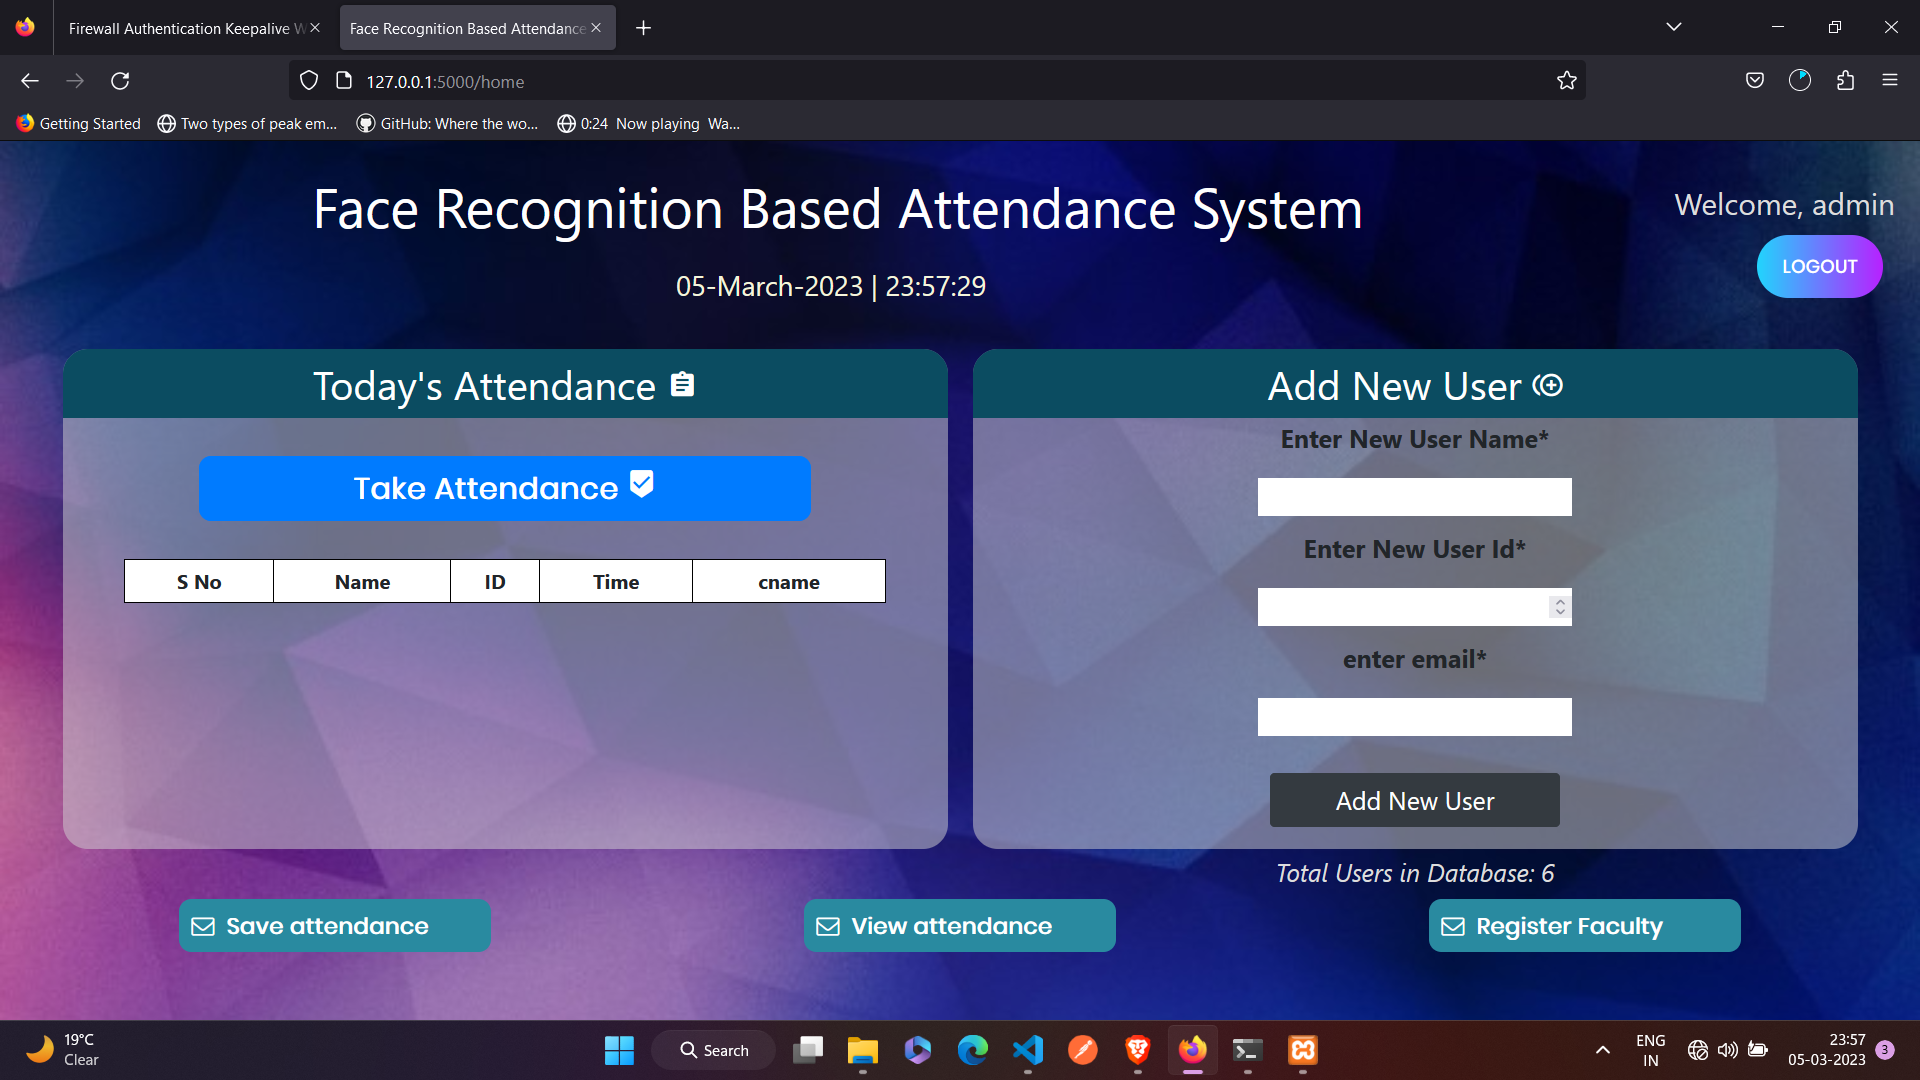 Firewall Authentication Keepalive W
Face Recognition Based Attendance
127.0.0.1:5000/home
Getting Started
Two types of peak em...
GitHub: Where the wo...
0:24 Now playing Wa...
Face Recognition Based Attendance System
Welcome, admin
LOGOUT
05-March-2023 | 23:57:29
Today's Attendance
Take Attendance
S No Name ID Time cname
Add New User
Enter New User Name*
Enter New User Id*
enter email*
Add New User
Total Users in Database: 6
Save attendance
View attendance
Register Faculty
19°C
Clear
Search
ENG
IN
23:57
05-03-2023
3